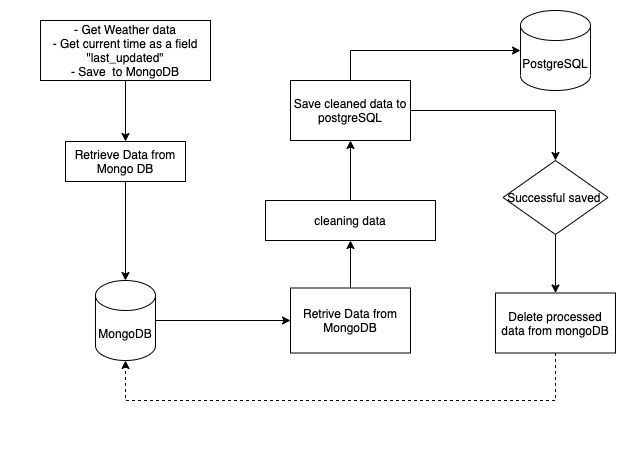 - Get Weather data
- Get current time as a field
"last_updated"
- Save  to MongoDB
Retrieve Data from
Mongo DB
MongoDB
Retrive Data from
MongoDB
cleaning data
Save cleaned data to
postgreSQL
PostgreSQL
Successful saved
Delete processed
data from mongoDB